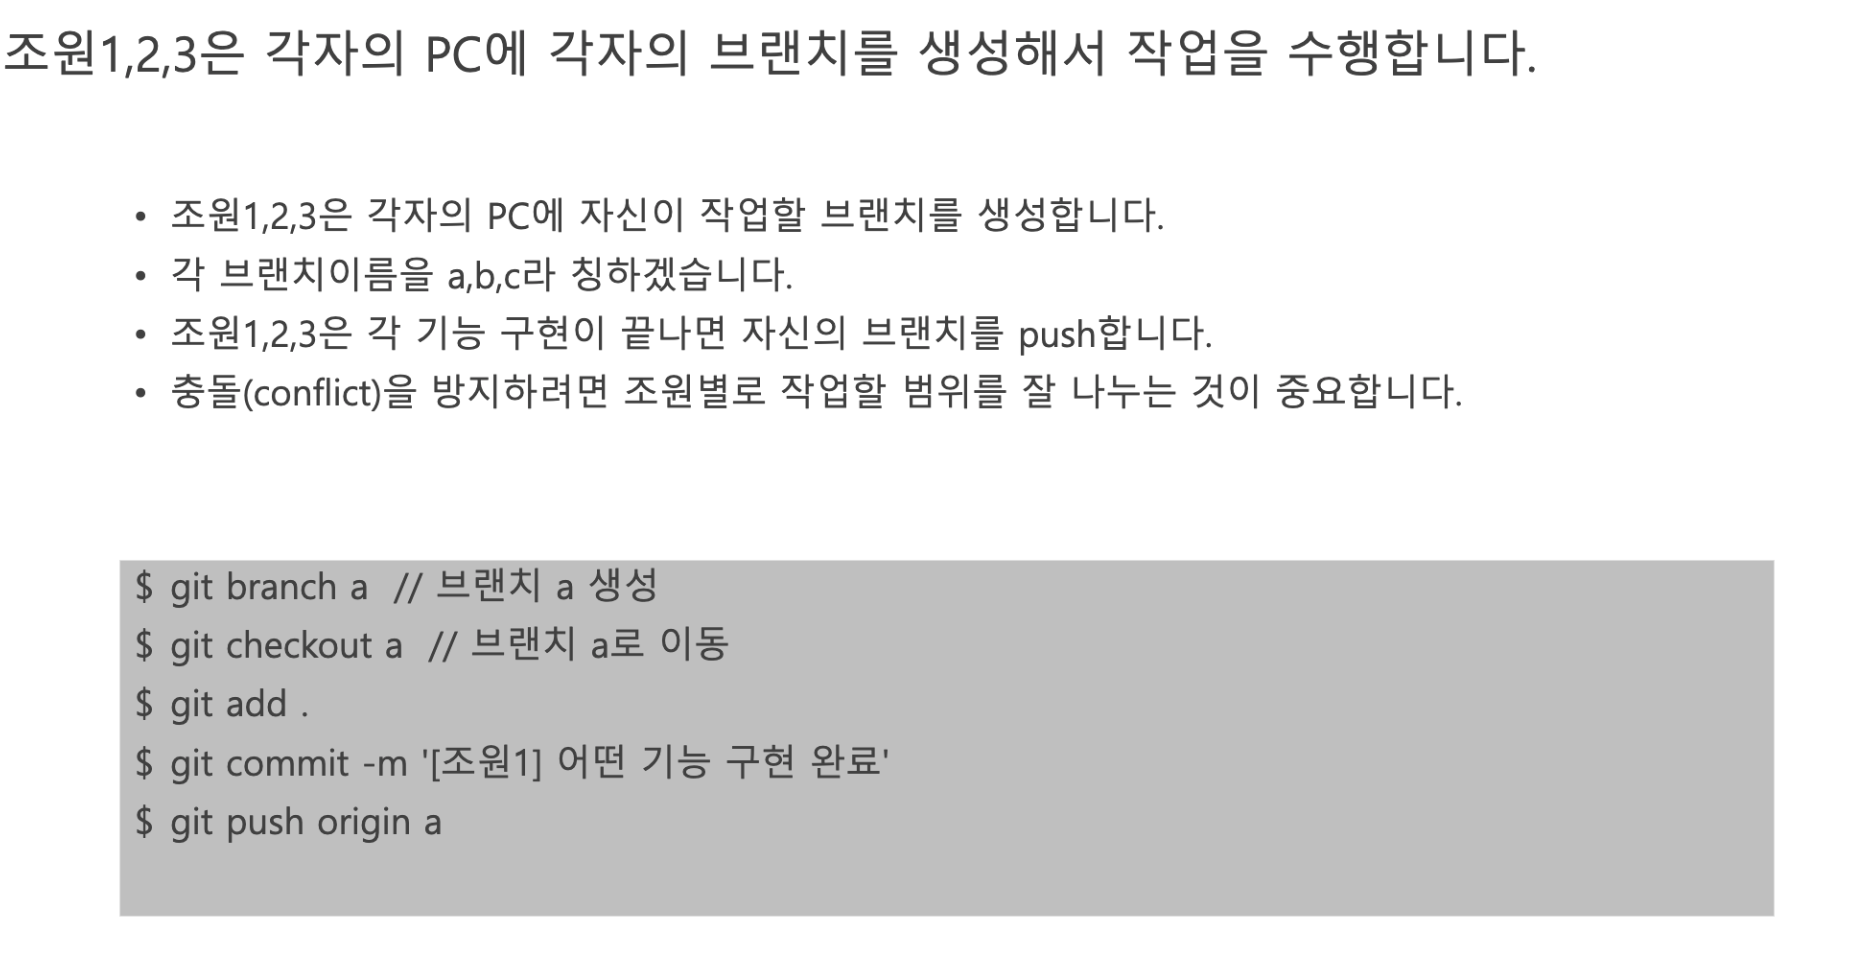 조원1,2,3은 각자의 PC에 각자의 브랜치를 생성해서 작업을 수행합니다.
• 조원1,2,3은 각자의 PC에 자신이 작업할 브랜치를 생성합니다.
• 각 브랜치이름을 a,b,c라 칭하겠습니다.
• 조원1,2,3은 각 기능 구현이 끝나면 자신의 브랜치를 push합니다.
• 충돌(conflict)을 방지하려면 조원별로 작업할 범위를 잘 나누는 것이 중요합니다.
$ git branch a // 브랜치 a 생성
$ git checkout a // 브랜치 a로 이동
$ git add .
$ git commit -m '[조원1] 어떤 기능 구현 완료'
$ git push origin a